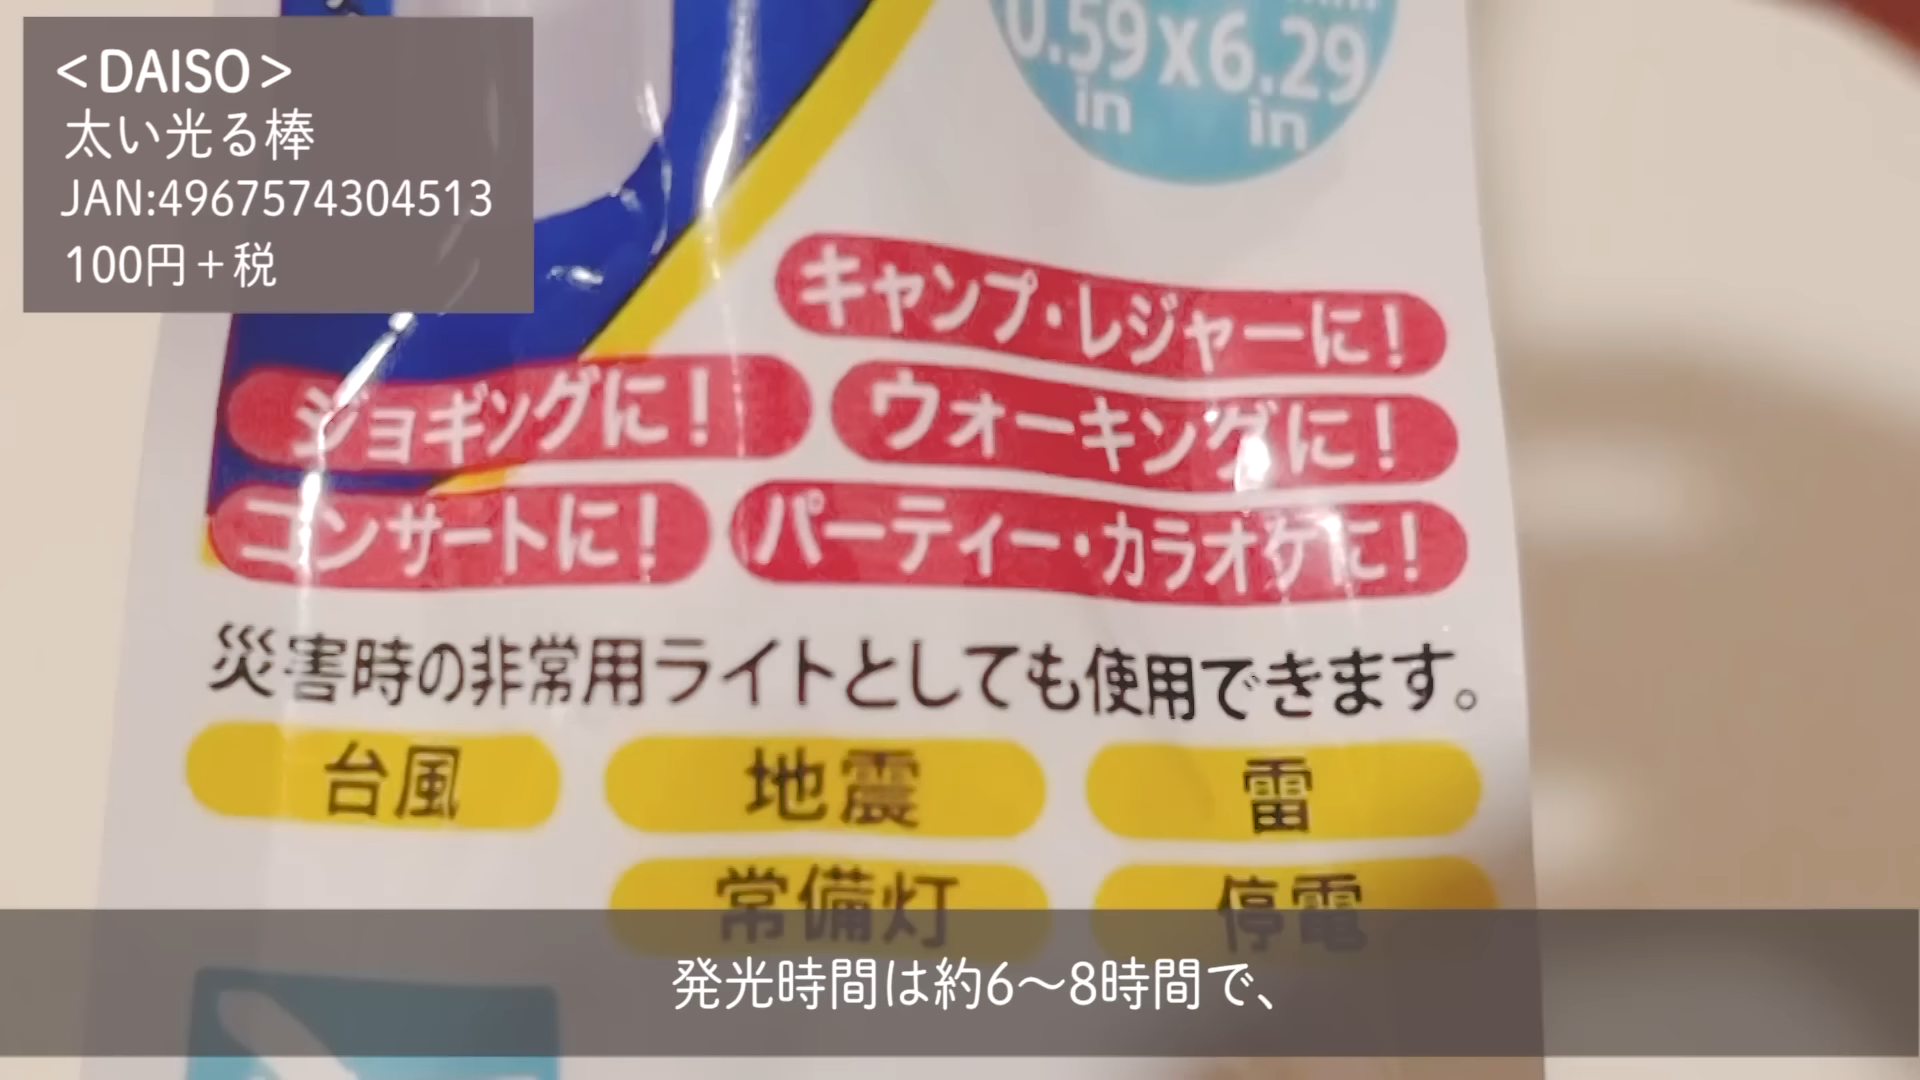 ＜DAISO＞
太い光る棒
JAN:4967574304513
100円＋税
0.59x6.29
in in
キャンプ・レジャーに！
ジョギングに！ ウォーキングに！
コンサートに！ パーティー・カラオケに！
災害時の非常用ライトとしても使用できます。
台風 地震 雷
常備灯 停電
発光時間は約6〜8時間で、